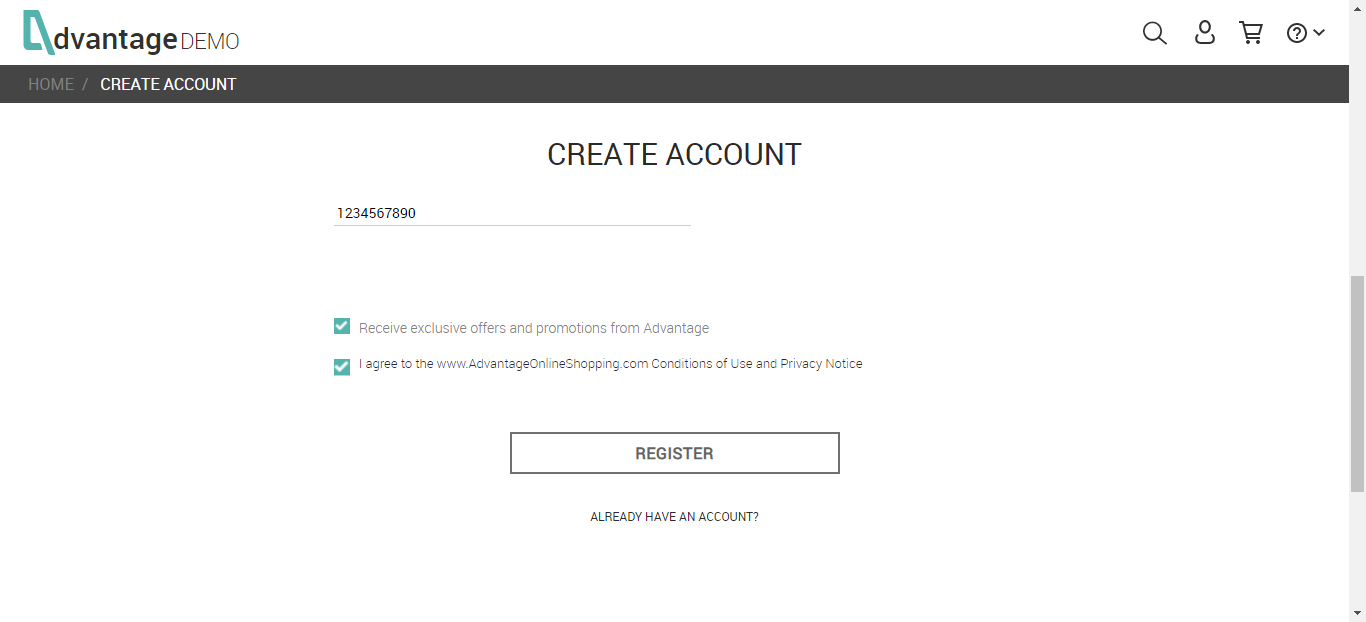 dvantage DEMO
HOME / CREATE ACCOUNT
CREATE ACCOUNT
1234567890
Receive exclusive offers and promotions from Advantage
I agree to the www.AdvantageOnlineShopping.com Conditions of Use and Privacy Notice
REGISTER
ALREADY HAVE AN ACCOUNT?